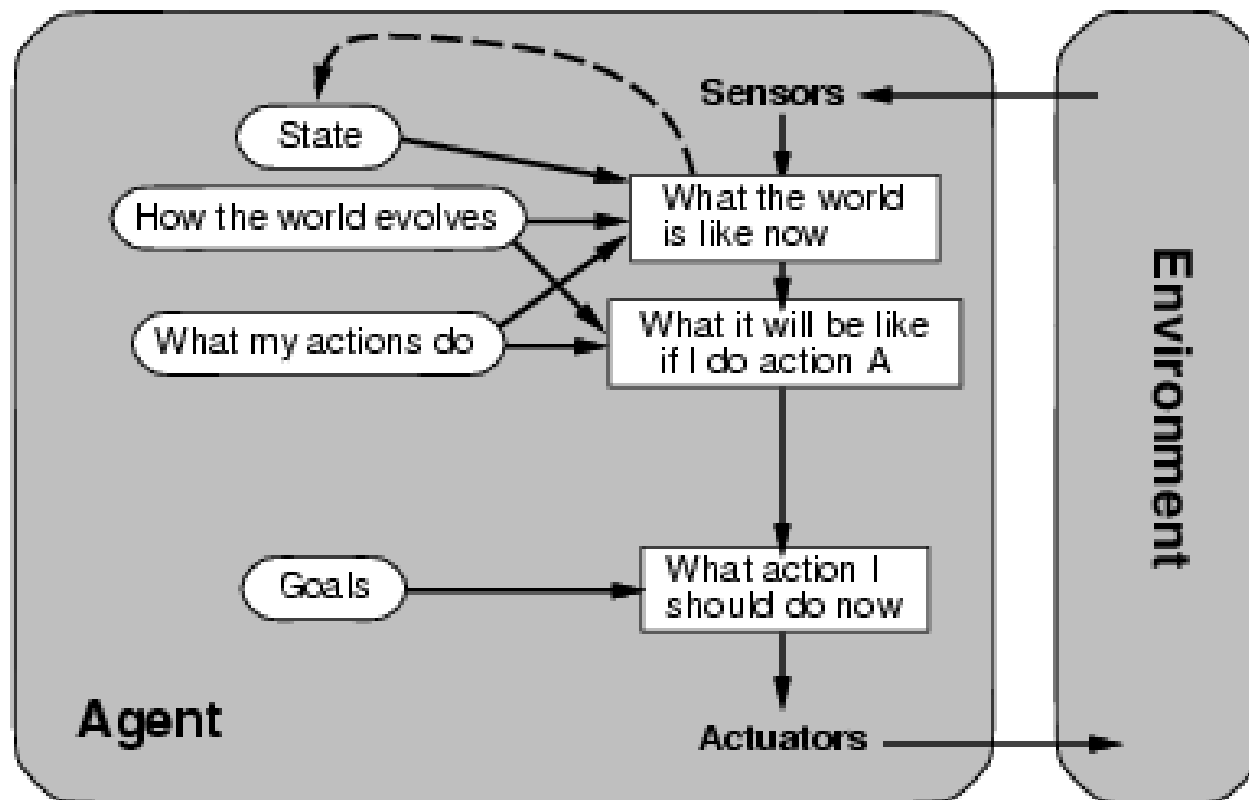 Sensors
State
What the world
is like now
How the world evolves
What it will be like
if I do action A
What my actions do
Environment
What action I
should do now
Goals
Agent
Actuators